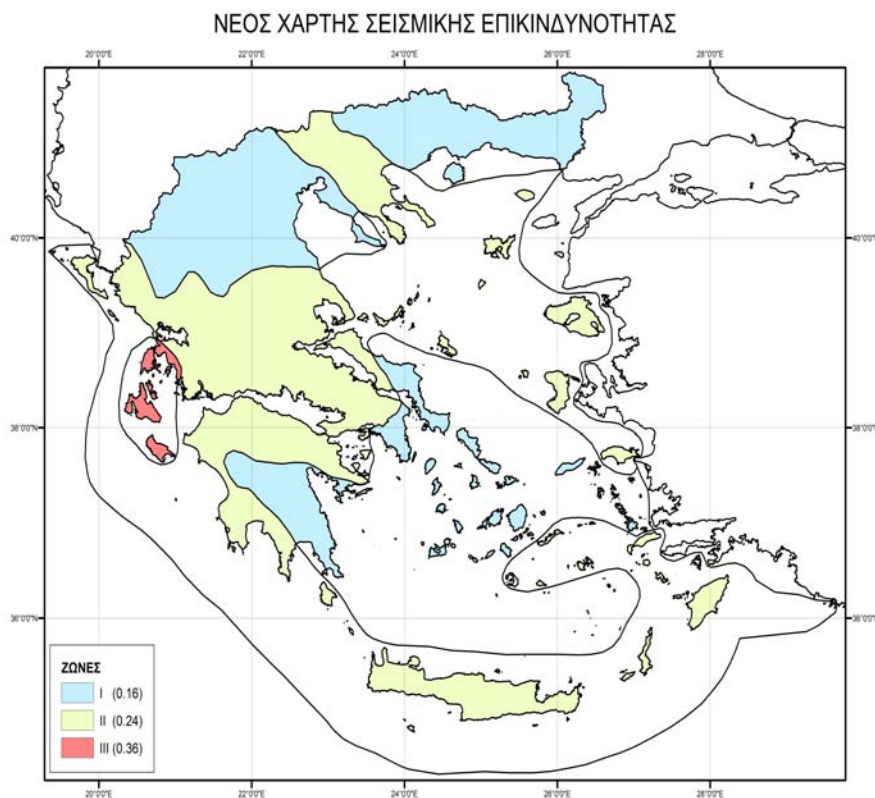 ΝΕΟΣ ΧΑΡΤΗΣ ΣΕΙΣΜΙΚΗΣ ΕΠΙΚΙΝΔΥΝΟΤΗΤΑΣ
20°0'0"E 22°0'0"E 24°0'0"E 26°0'0"E 28°0'0"E
40°0'0"N 40°0'0"N
38°0'0"N 38°0'0"N
36°0'0"N 36°0'0"N
ΖΩΝΕΣ
I (0.16)
II (0.24)
III (0.36)
20°0'0"E 22°0'0"E 24°0'0"E 26°0'0"E 28°0'0"E